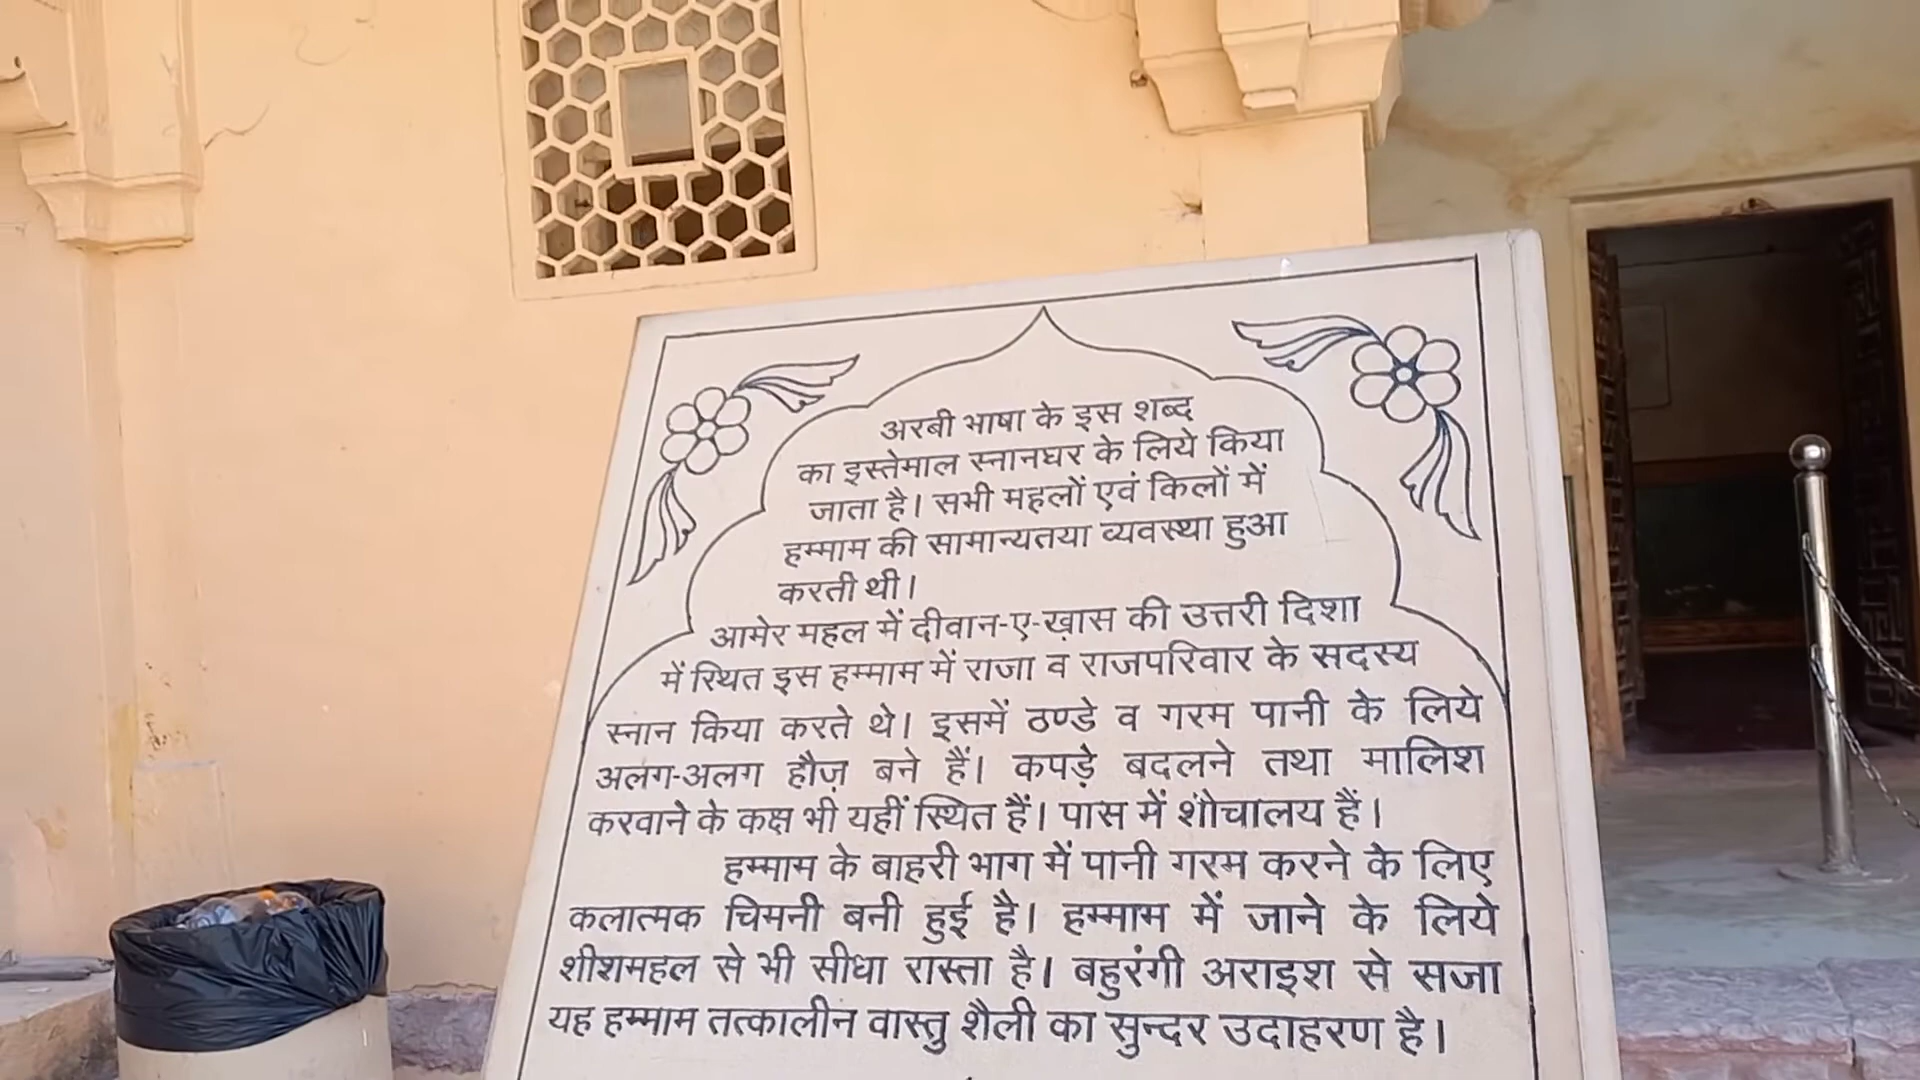 अरबी भाषा के इस शब्द
का इस्तेमाल स्नानघर के लिये किया
जाता है। सभी महलों एवं किलों में
हम्माम की सामान्यतया व्यवस्था हुआ
करती थी।
आमेर महल में दीवान-ए-ख़ास की उत्तरी दिशा
में स्थित इस हम्माम में राजा व राजपरिवार के सदस्य
स्नान किया करते थे। इसमें ठण्डे व गरम पानी के लिये
अलग-अलग हौज़ बने हैं। कपड़े बदलने तथा मालिश
करवाने के कक्ष भी यहीं स्थित हैं। पास में शौचालय हैं।
हम्माम के बाहरी भाग में पानी गरम करने के लिए
कलात्मक चिमनी बनी हुई है। हम्माम में जाने के लिये
शीशमहल से भी सीधा रास्ता है। बहुरंगी अराइश से सजा
यह हम्माम तत्कालीन वास्तु शैली का सुन्दर उदाहरण है।